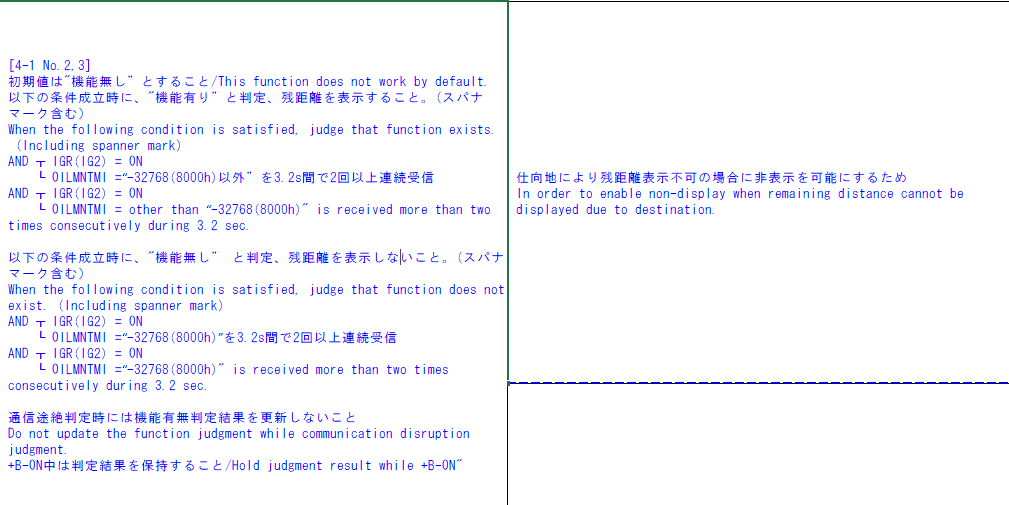 [4-1 No.2,3]
初期値は"機能無し" とすること/This function does not work by default.
以下の条件成立時に、"機能有り" と判定、残距離を表示すること。(スパナ
マーク含む)
When the following condition is satisfied, judge that function exists.
(Including spanner mark)
AND ┬ IGR(IG2) = ON
┗ OILMNTMI ="-32768(8000h)以外" を3.2s間で2回以上連続受信
AND ┬ IGR(IG2) = ON
┗ OILMNTMI = other than "-32768(8000h)" is received more than two
times consecutively during 3.2 sec.
以下の条件成立時に、"機能無し" と判定、残距離を表示しないこと。(スパナ
マーク含む)
When the following condition is satisfied, judge that function does not
exist. (Including spanner mark)
AND ┬ IGR(IG2) = ON
┗ OILMNTMI ="-32768(8000h)"を3.2s間で2回以上連続受信
AND ┬ IGR(IG2) = ON
┗ OILMNTMI ="-32768(8000h)" is received more than two times
consecutively during 3.2 sec.
通信途絶判定時には機能有無判定結果を更新しないこと
Do not update the function judgment while communication disruption
judgment.
+B-ON中は判定結果を保持すること/Hold judgment result while +B-ON"
仕向地により残距離表示不可の場合に非表示を可能にするため
In order to enable non-display when remaining distance cannot be
displayed due to destination.